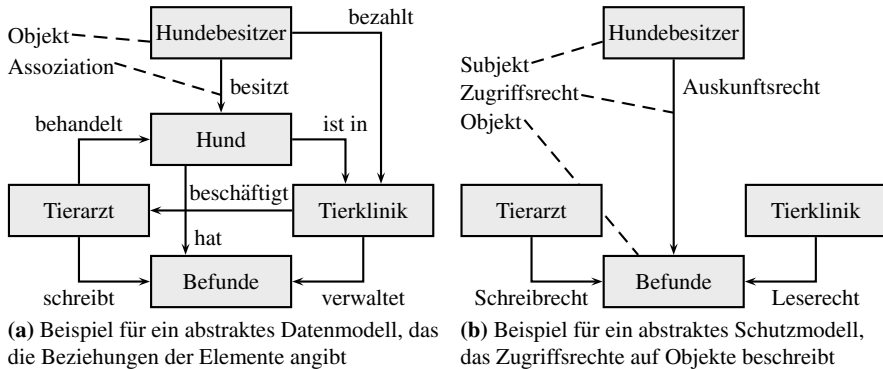 Objekt
Hundebesitzer
bezahlt
Assoziation
besitzt
behandelt
Hund
ist in
Tierarzt
beschäftigt
Tierklinik
hat
schreibt
Befunde
verwaltet
(a) Beispiel für ein abstraktes Datenmodell, das
die Beziehungen der Elemente angibt
Hundebesitzer
Subjekt
Zugriffsrecht
Auskunftsrecht
Objekt
Tierarzt
Tierklinik
Befunde
Schreibrecht
Leserecht
(b) Beispiel für ein abstraktes Schutzmodell,
das Zugriffsrechte auf Objekte beschreibt